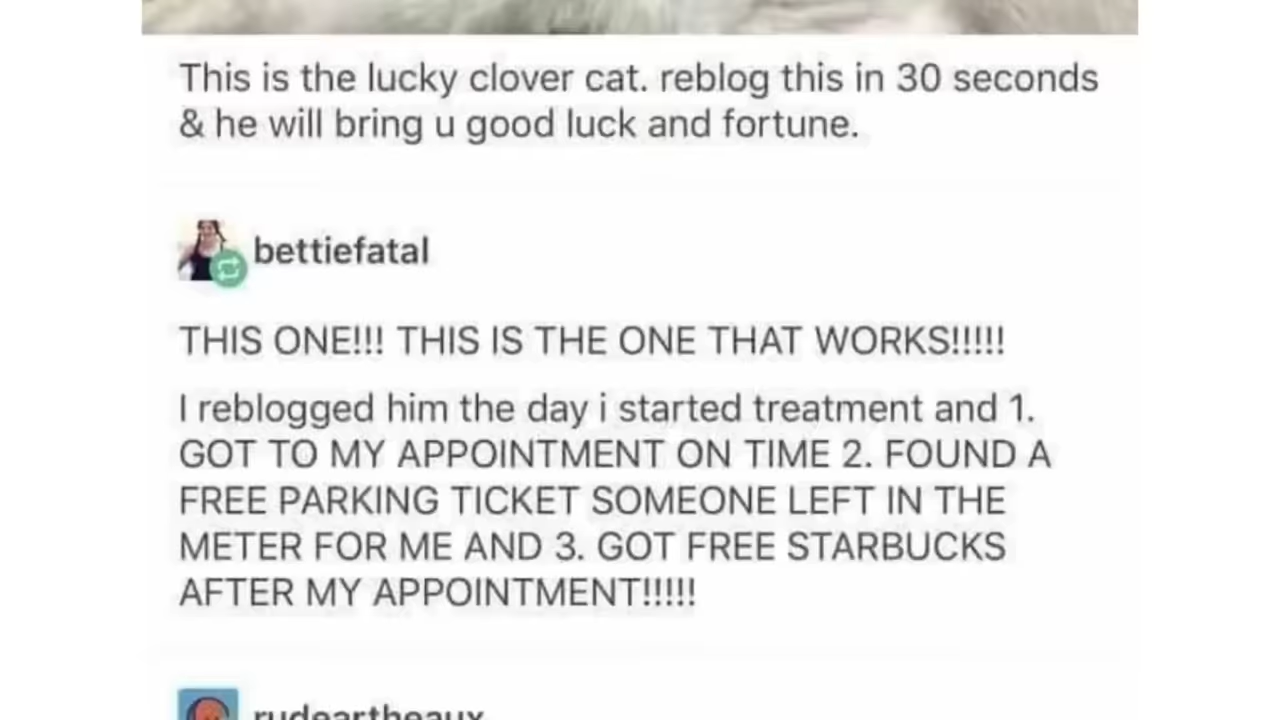 This is the lucky clover cat. reblog this in 30 seconds
& he will bring u good luck and fortune.
bettiefatal
THIS ONE!!! THIS IS THE ONE THAT WORKS!!!!!
I reblogged him the day i started treatment and 1.
GOT TO MY APPOINTMENT ON TIME 2. FOUND A
FREE PARKING TICKET SOMEONE LEFT IN THE
METER FOR ME AND 3. GOT FREE STARBUCKS
AFTER MY APPOINTMENT!!!!!
rudeartheaux